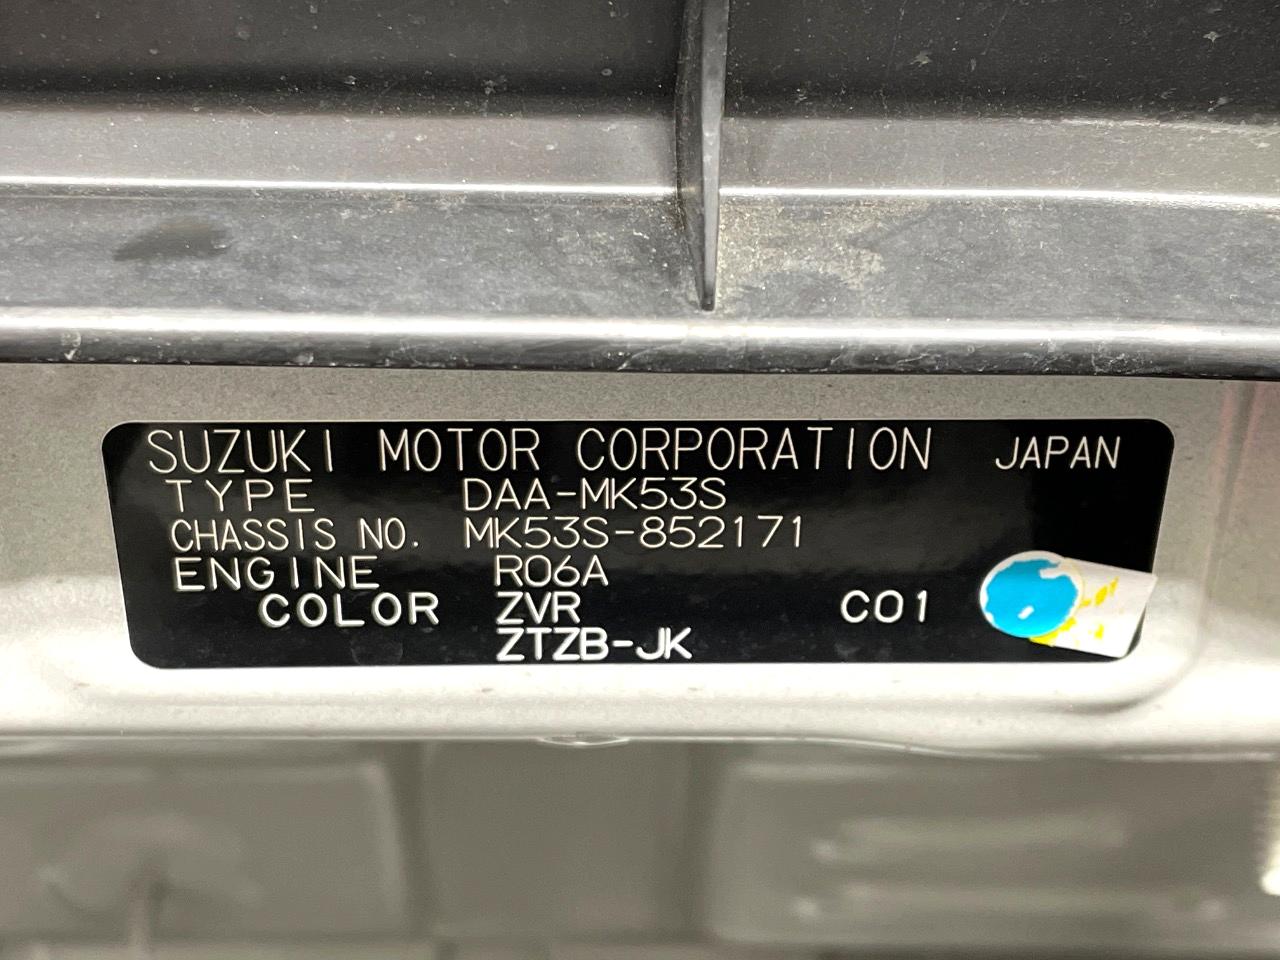 SUZUKI MOTOR CORPORATION JAPAN
TYPE DAA-MK53S
CHASSIS NO. MK53S-852171
ENGINE R06A
COLOR ZVR C01
ZTZB-JK